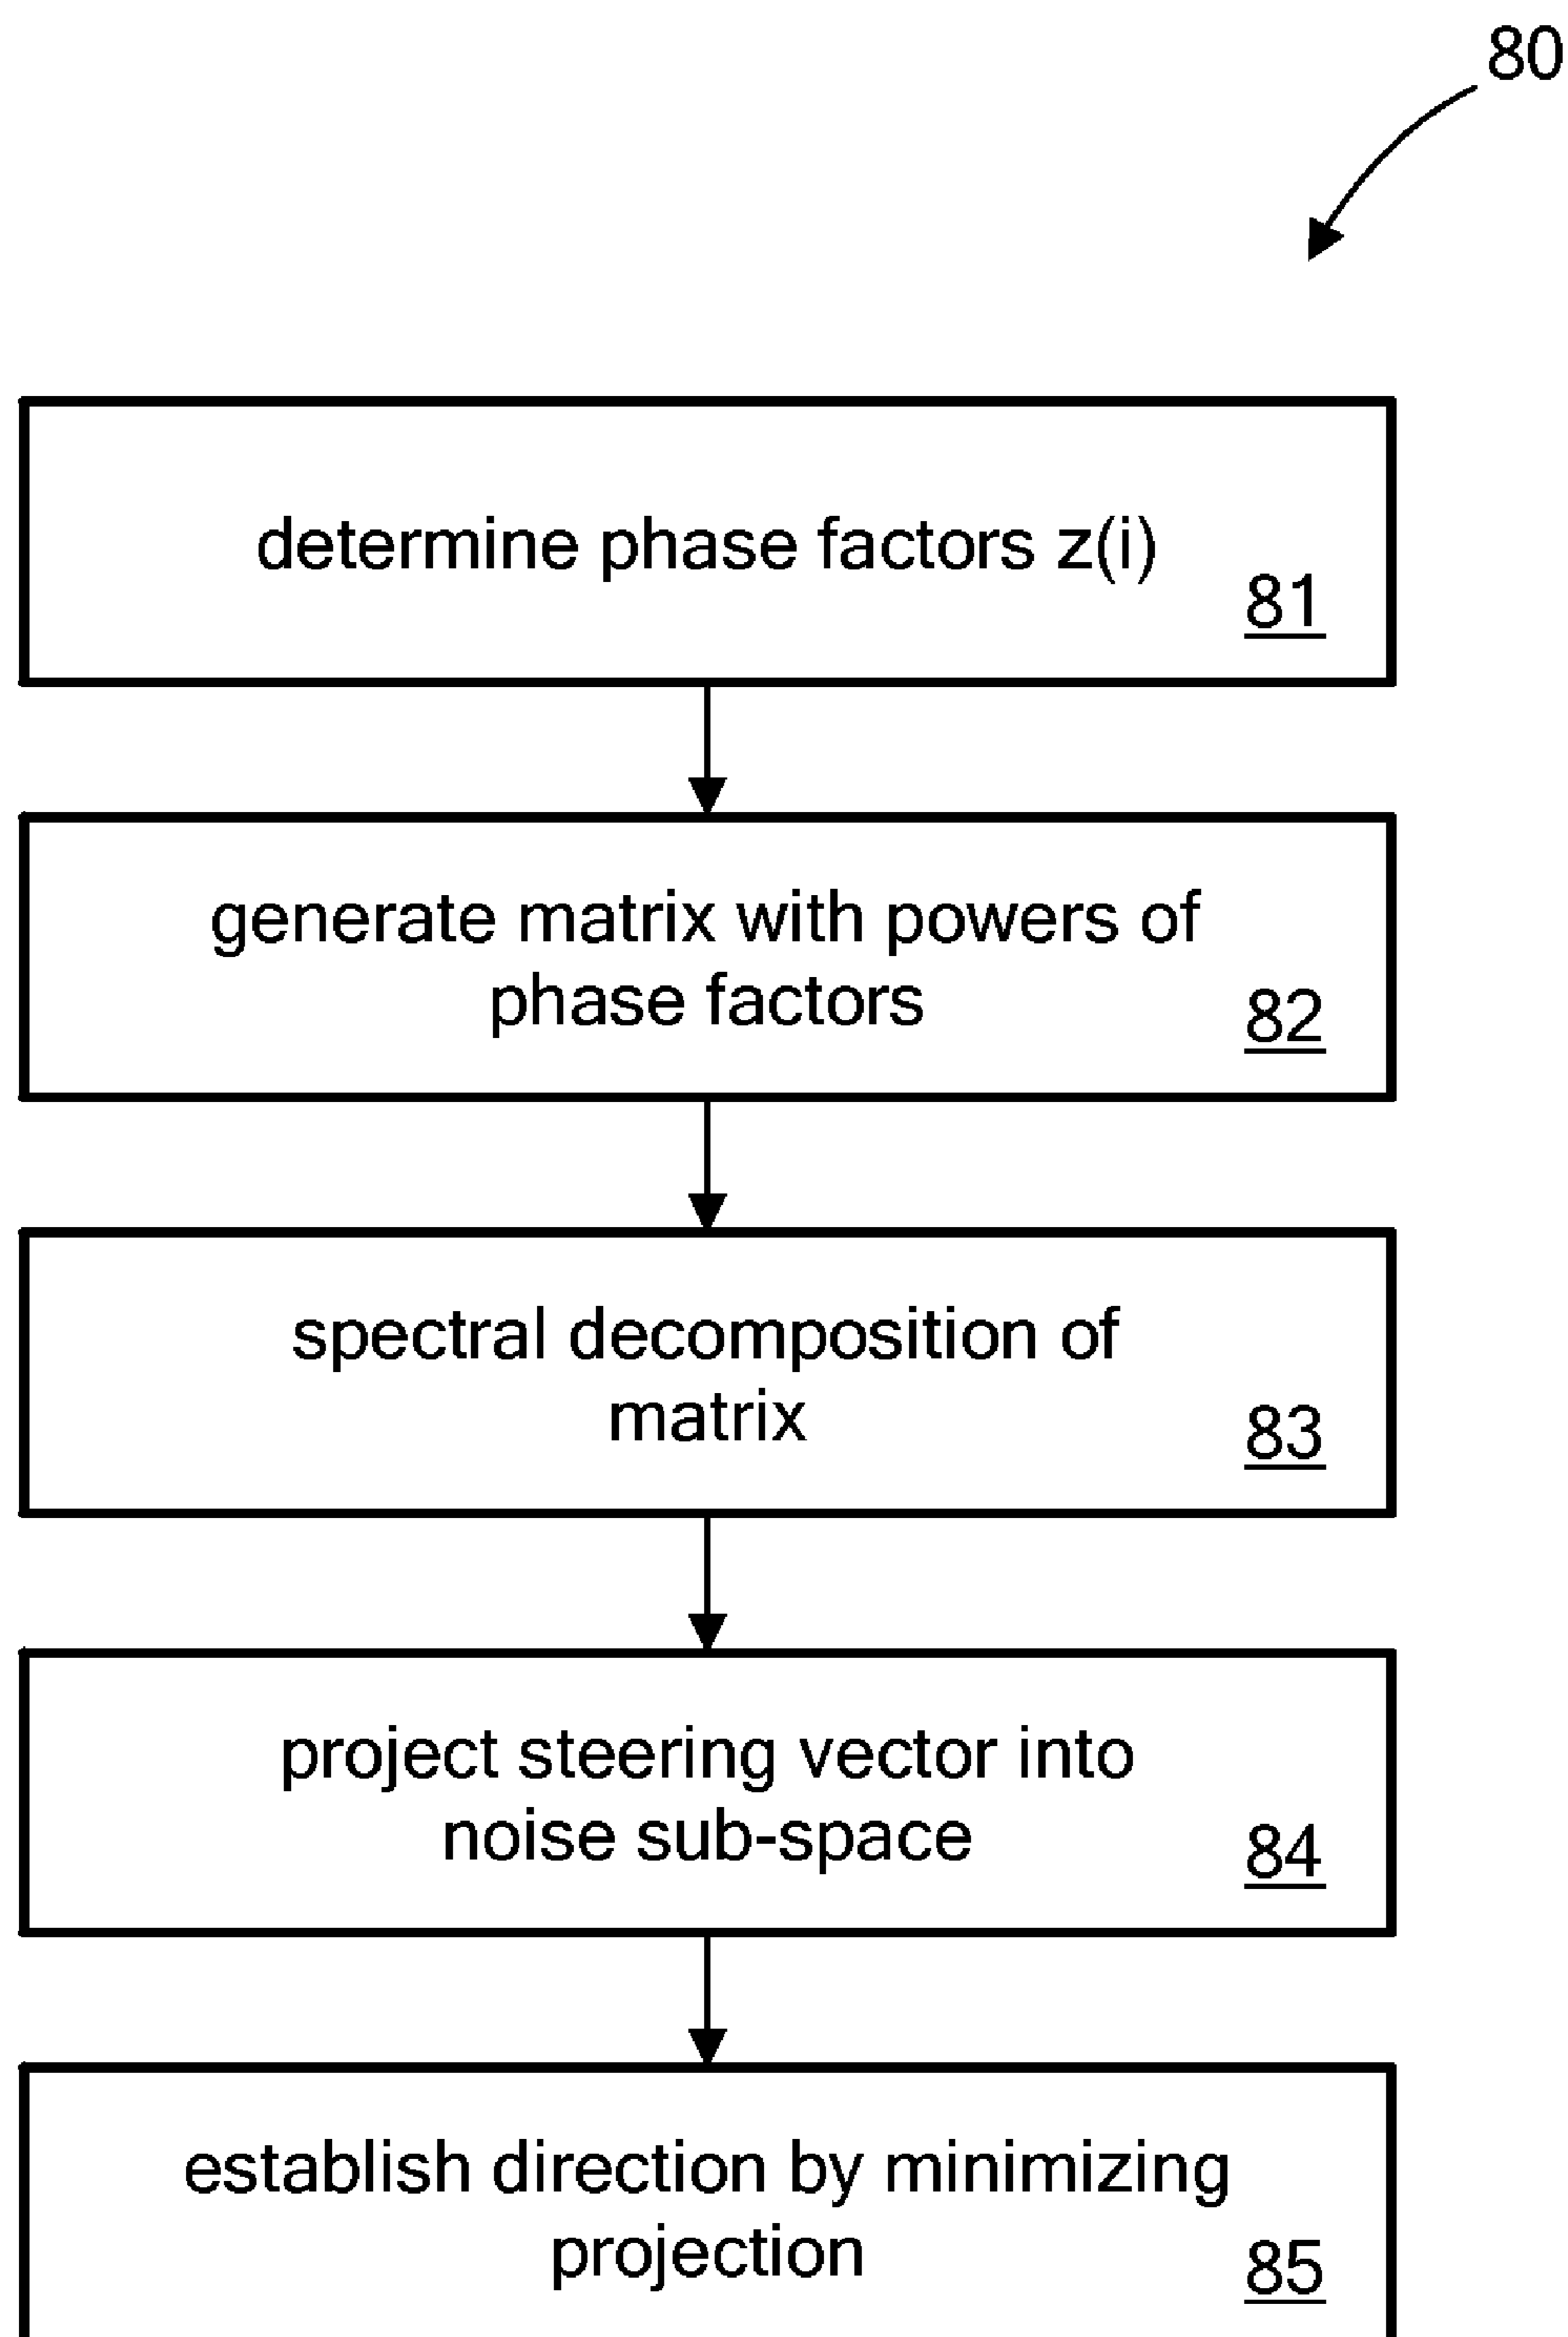 80
determine phase factors z(i)
81
generate matrix with powers of
phase factors
82
spectral decomposition of
matrix
83
project steering vector into
noise sub-space
84
establish direction by minimizing
projection
85